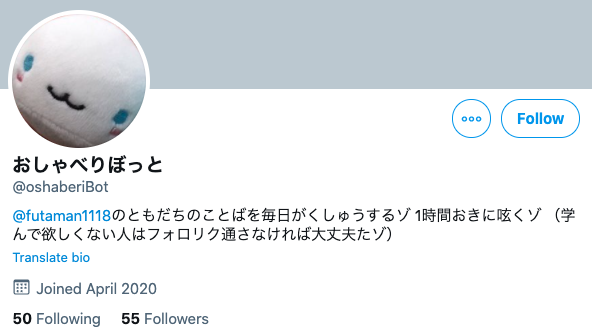 Follow
おしゃべりぼっと
@oshaberiBot
@futaman1118のともだちのことばを毎日がくしゅうするゾ 1時間おきに呟くゾ （学
んで欲しくない人はフォロリク通さなければ大丈夫だゾ）
Translate bio
Joined April 2020
50 Following 55 Followers